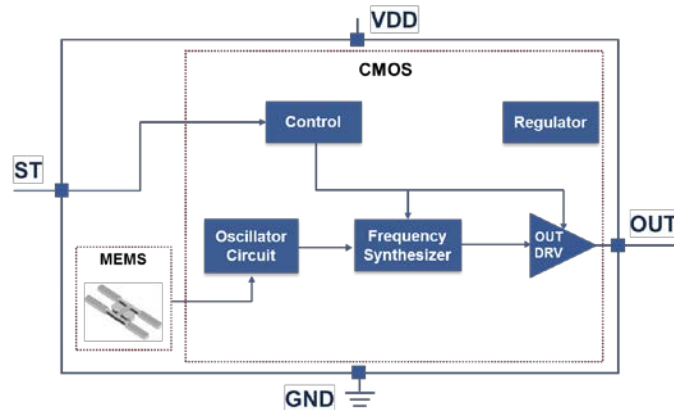 VDD
CMOS
Control
Regulator
ST
Oscillator
Circuit
Frequency
Synthesizer
OUT
DRV
OUT
MEMS
GND